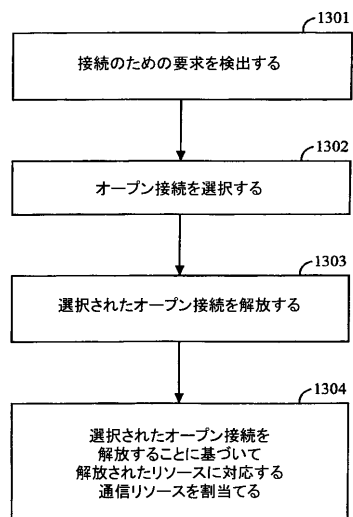 1301
接続のための要求を検出する
1302
オープン接続を選択する
1303
選択されたオープン接続を解放する
1304
選択されたオープン接続を
解放することに基づいて
解放されたリソースに対応する
通信リソースを割当てる